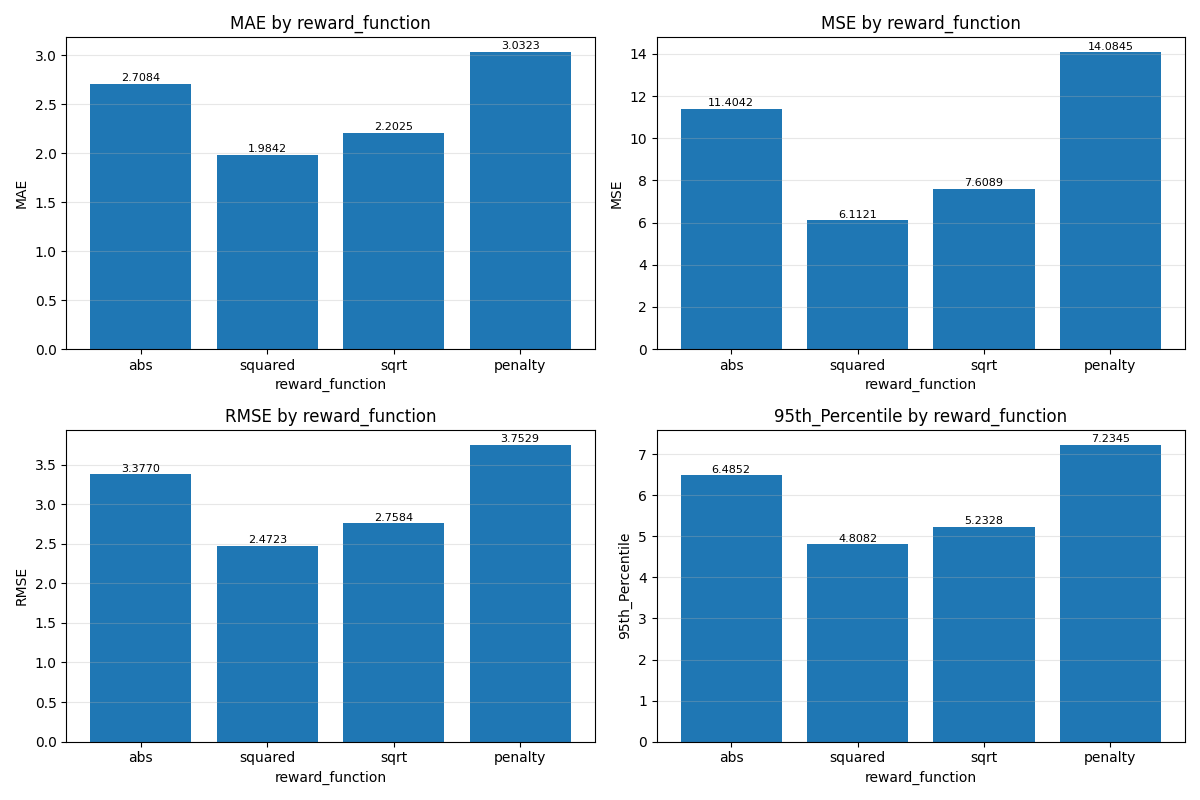 MAE by reward_function
MAE
3.0
2.5
2.0
1.5
1.0
0.5
0.0
2.7084
1.9842
2.2025
3.0323
abs squared sqrt penalty
reward_function
MSE by reward_function
MSE
14
12
10
8
6
4
2
0
11.4042
6.1121
7.6089
14.0845
abs squared sqrt penalty
reward_function
RMSE by reward_function
RMSE
3.5
3.0
2.5
2.0
1.5
1.0
0.5
0.0
3.3770
2.4723
2.7584
3.7529
abs squared sqrt penalty
reward_function
95th_Percentile by reward_function
95th_Percentile
7
6
5
4
3
2
1
0
6.4852
4.8082
5.2328
7.2345
abs squared sqrt penalty
reward_function